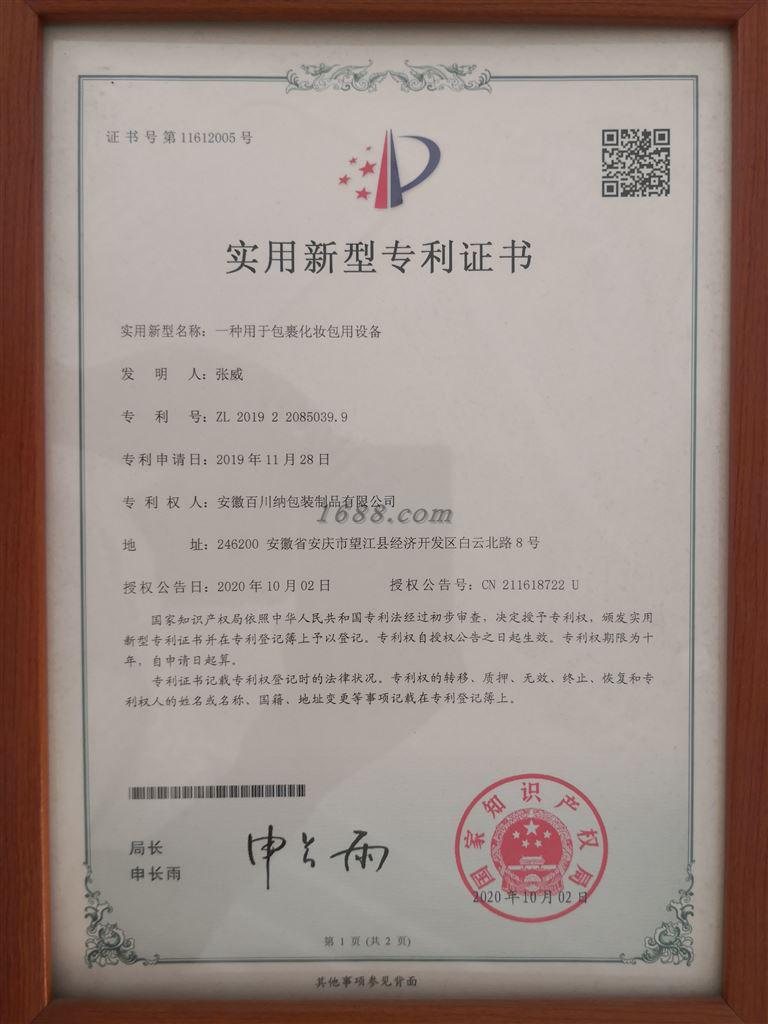 证书号第11612005号
实用新型专利证书
实用新型名称：一种用于包裹化妆包用设备
发明人：张威
专利号：ZL 2019 2 2085039.9
专利申请日：2019年11月28日
专利权人：安徽百川纳包装制品有限公司
1688.com
地址：246200 安徽省安庆市望江县经济开发区白云北路8号
授权公告日：2020年10月02日 授权公告号：CN 211618722 U
国家知识产权局依照中华人民共和国专利法经过初步审查，决定授予专利权，颁发实用
新型专利证书并在专利登记簿上予以登记。专利权自授权公告之日起生效。专利权期限为十
年，自申请日起算。
专利证书记载专利权登记时的法律状况。专利权的转移、质押、无效、终止、恢复和专
利权人的姓名或名称、国籍、地址变更等事项记载在专利登记簿上。
局长
申长雨
申长雨
国家知识产权局
2020年10月02日
第 1 页 (共 2 页)
其他事项参见背面